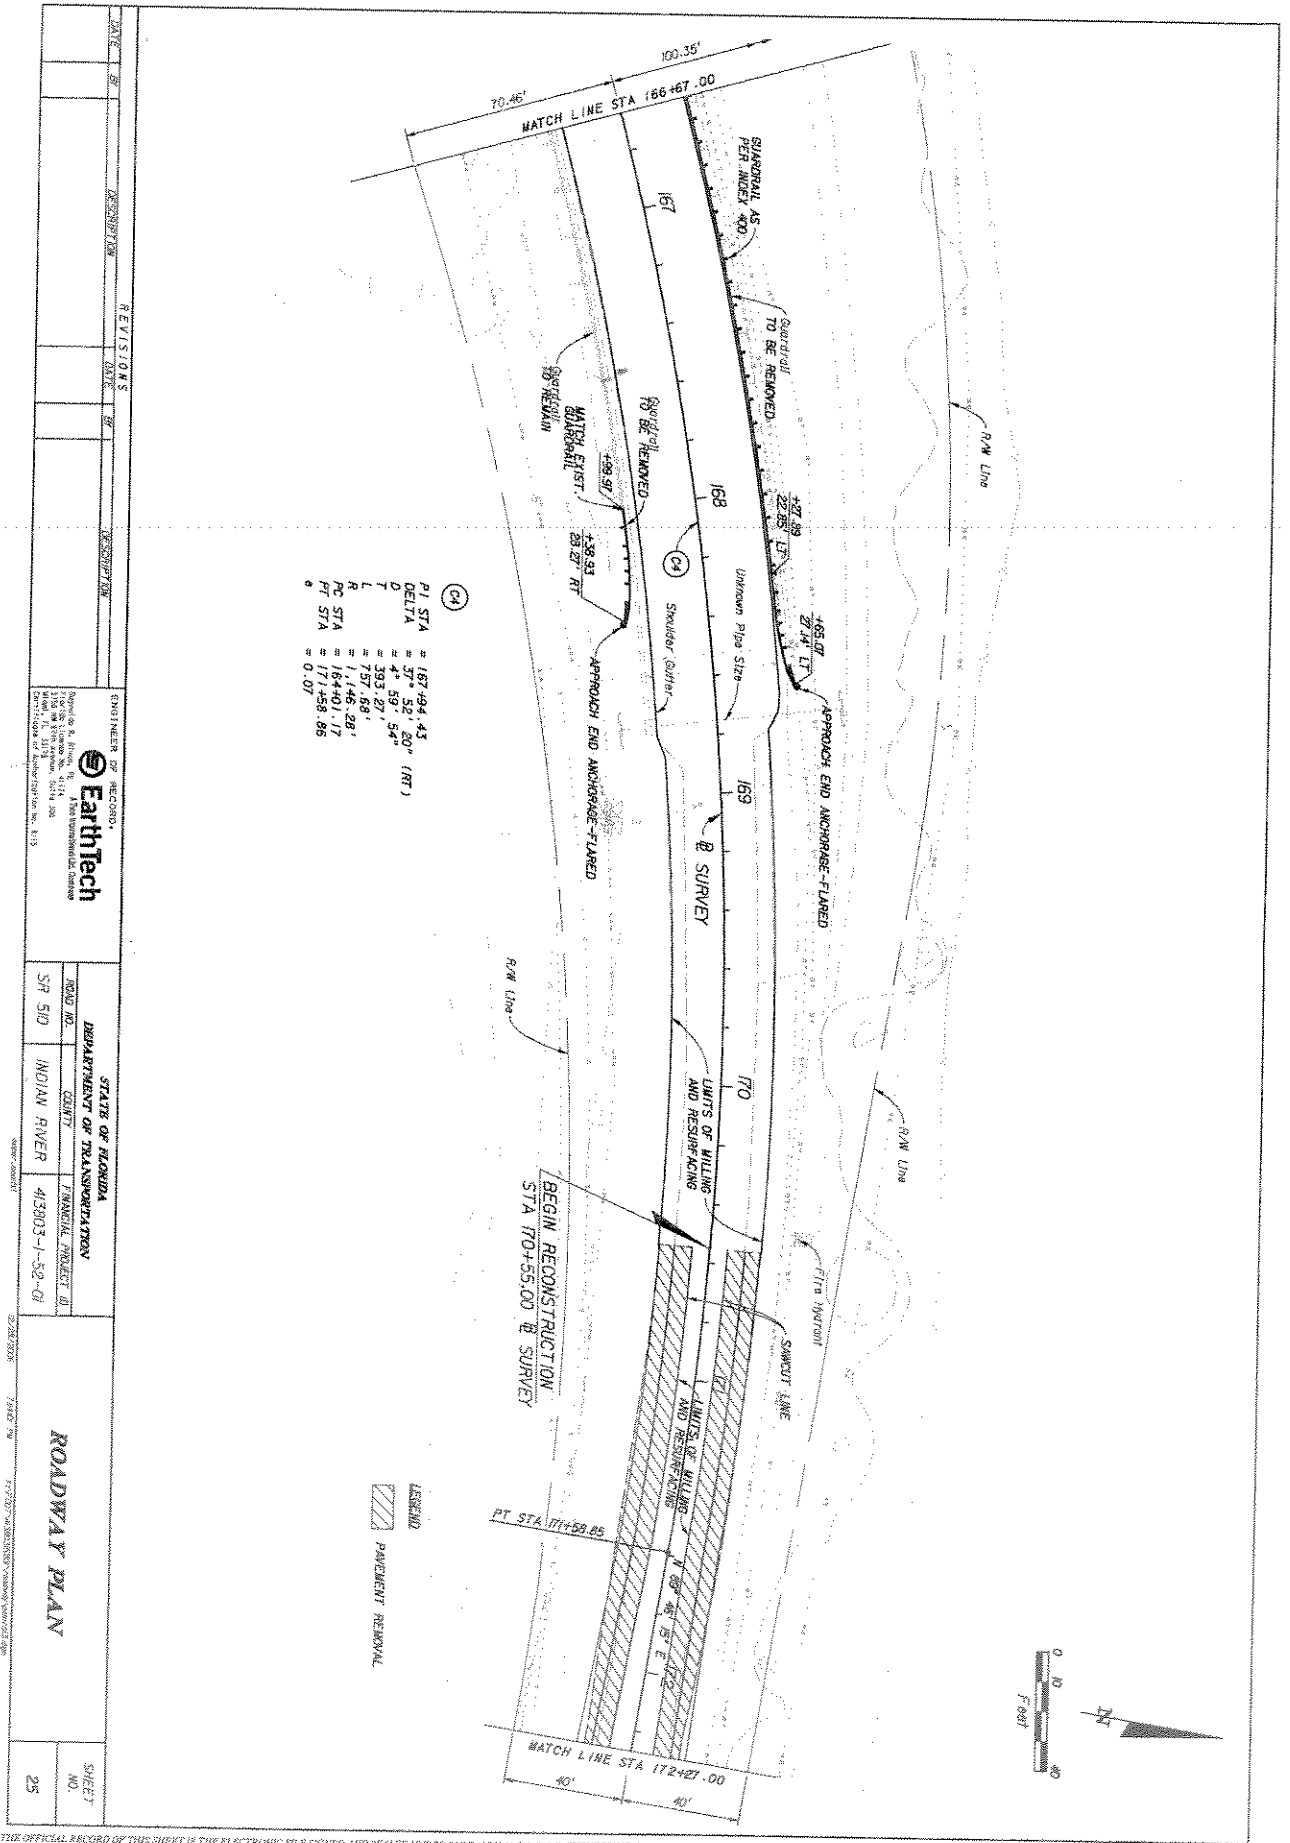 100.35'
70.46'
MATCH LINE STA 166+67.00
GUARDRAIL AS
PER INDEX 400
167
Guardrail
TO BE REMOVED
R/W Line
Guardrail
TO REMAIN
MATCH EXIST.
GUARDRAIL
+99.97
Guardrail
TO BE REMOVED
168
+27.89
22.85' LT
C4
+38.93
28.27' RT
Unknown Pipe Size
Shoulder Gutter
+65.07
27.14' LT
APPROACH END ANCHORAGE-FLARED
APPROACH END ANCHORAGE-FLARED
169
SURVEY
C4
PI STA = 167+94.43
DELTA = 37° 52' 20" (RT)
D = 4° 59' 54"
T = 393.27'
L = 757.68'
R = 1,146.28'
PC STA = 164+01.17
PT STA = 171+58.86
e = 0.07
R/W Line
170
LIMITS OF MILLING
AND RESURFACING
R/W Line
BEGIN RECONSTRUCTION
STA 170+55.00 SURVEY
Fire Hydrant
SAWCUT LINE
171
LIMITS OF MILLING
AND RESURFACING
PT STA 171+58.85
172
MATCH LINE STA 172+27.00
40'
40'
LEGEND
PAVEMENT REMOVAL
N
0 10 40
Feet
REVISIONS
DATE BY DESCRIPTION DATE BY DESCRIPTION
ENGINEER OF RECORD:
EarthTech
STATE OF FLORIDA
DEPARTMENT OF TRANSPORTATION
ROAD NO. COUNTY FINANCIAL PROJECT ID
SR 510 INDIAN RIVER 413803-1-52-01
ROADWAY PLAN
SHEET
NO.
25